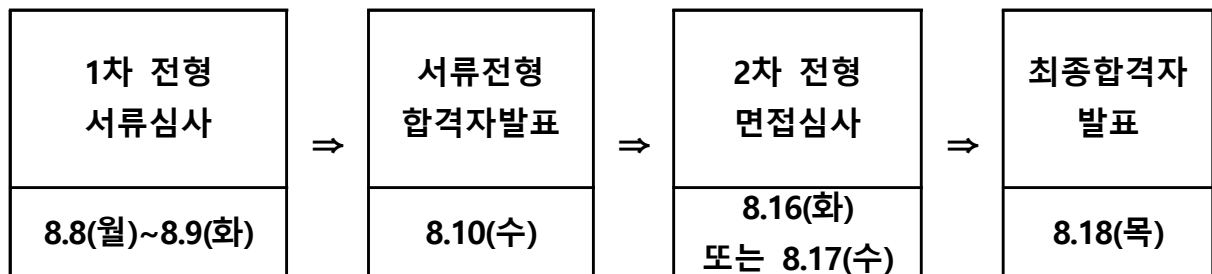 1차 전형
서류심사
8.8(월)~8.9(화)
⇒
서류전형
합격자발표
8.10(수)
⇒
2차 전형
면접심사
8.16(화)
또는 8.17(수)
⇒
최종합격자
발표
8.18(목)